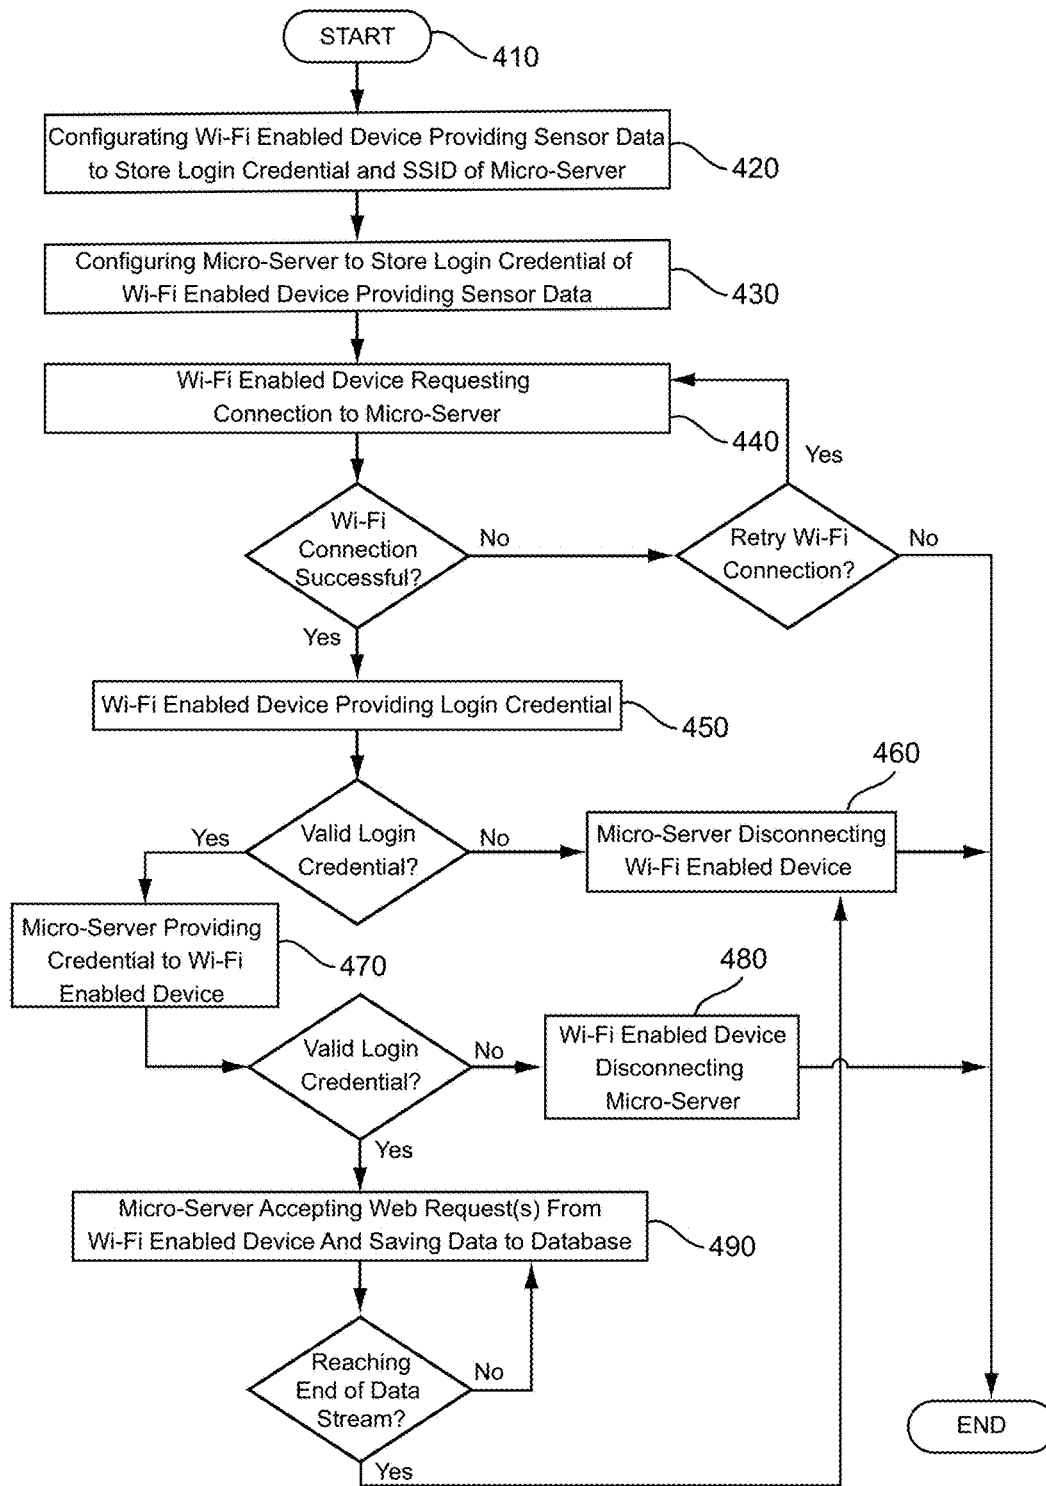 START
410
Configurating Wi-Fi Enabled Device Providing Sensor Data
to Store Login Credential and SSID of Micro-Server
420
Configuring Micro-Server to Store Login Credential of
Wi-Fi Enabled Device Providing Sensor Data
430
Wi-Fi Enabled Device Requesting
Connection to Micro-Server
440
Yes
Wi-Fi
Connection
Successful?
No
Retry Wi-Fi
Connection?
No
Yes
Wi-Fi Enabled Device Providing Login Credential
450
460
Yes
Valid Login
Credential?
No
Micro-Server Disconnecting
Wi-Fi Enabled Device
Micro-Server Providing
Credential to Wi-Fi
Enabled Device
470
480
Valid Login
Credential?
No
Wi-Fi Enabled Device
Disconnecting
Micro-Server
Yes
Micro-Server Accepting Web Request(s) From
Wi-Fi Enabled Device And Saving Data to Database
490
Reaching
End of Data
Stream?
No
Yes
END